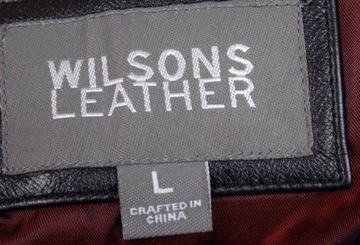 WILSONS
LEATHER
L
CRAFTED IN
CHINA